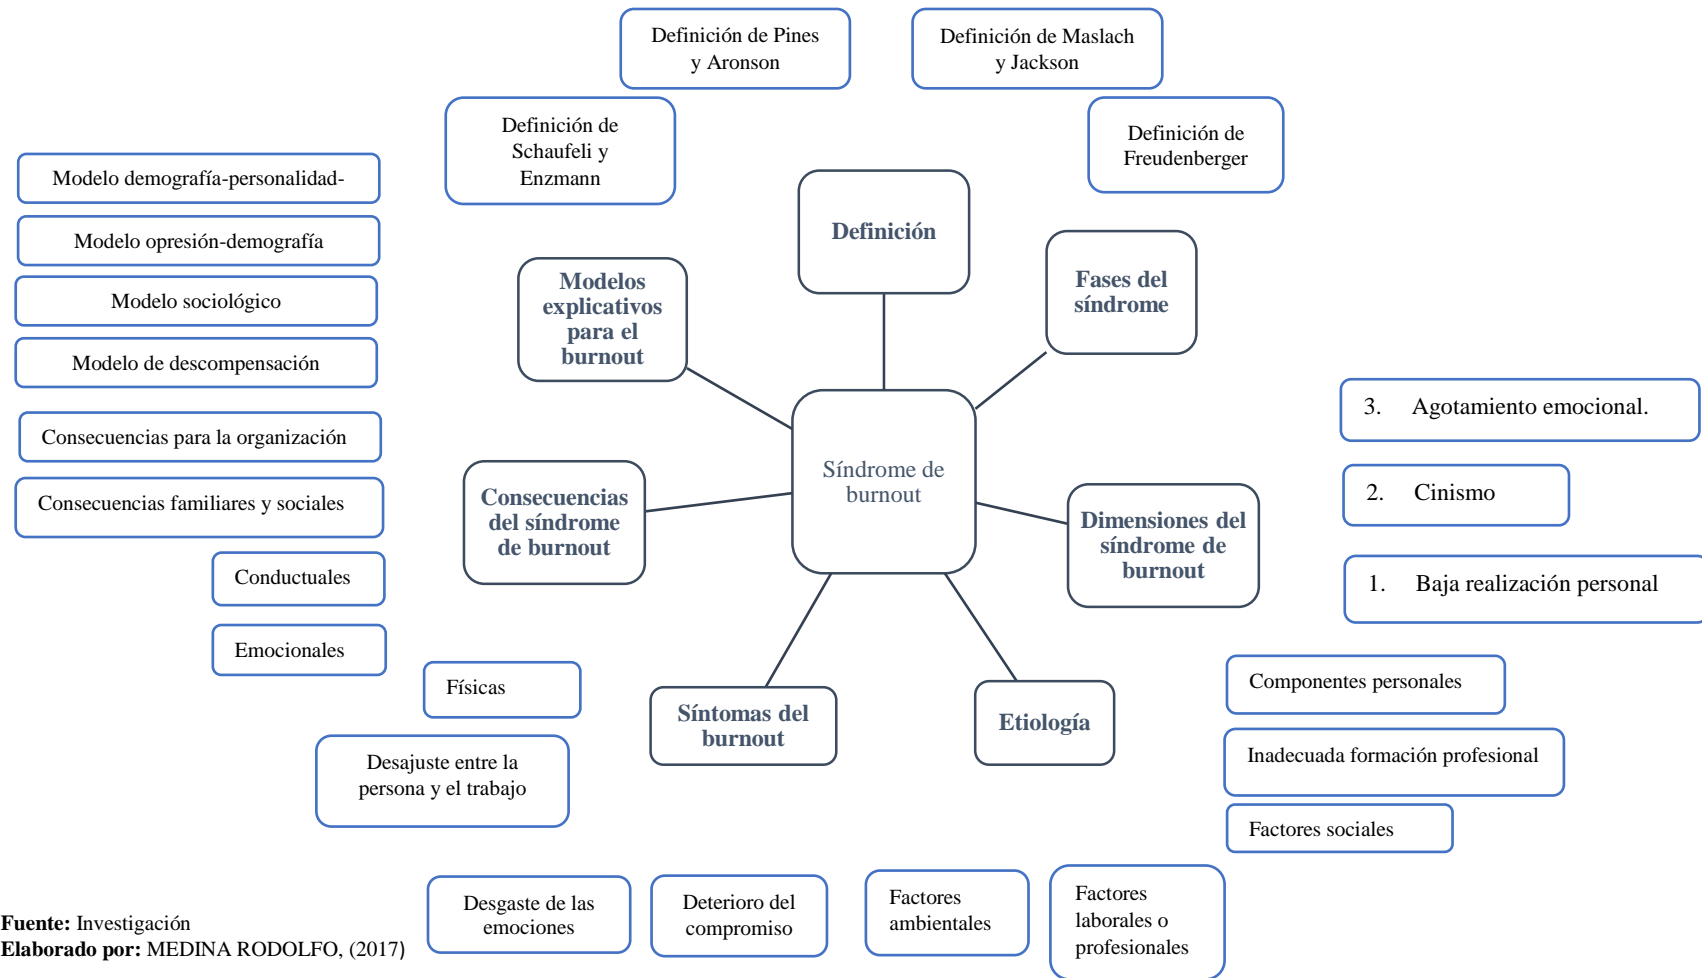 Definición de Pines
y Aronson
Definición de Maslach
y Jackson
Definición de
Schaufeli y
Enzmann
Definición de
Freudenberger
Modelo demografía-personalidad-
Modelo opresión-demografía
Modelo sociológico
Modelo de descompensación
Definición
Modelos
explicativos
para el
burnout
Fases del
síndrome
Consecuencias para la organización
Consecuencias familiares y sociales
Conductuales
Emocionales
Físicas
Consecuencias
del síndrome
de burnout
Síndrome de
burnout
Dimensiones del
síndrome de
burnout
3. Agotamiento emocional.
2. Cinismo
1. Baja realización personal
Síntomas del
burnout
Etiología
Componentes personales
Inadecuada formación profesional
Factores sociales
Desajuste entre la
persona y el trabajo
Desgaste de las
emociones
Deterioro del
compromiso
Factores
ambientales
Factores
laborales o
profesionales
Fuente: Investigación
Elaborado por: MEDINA RODOLFO, (2017)